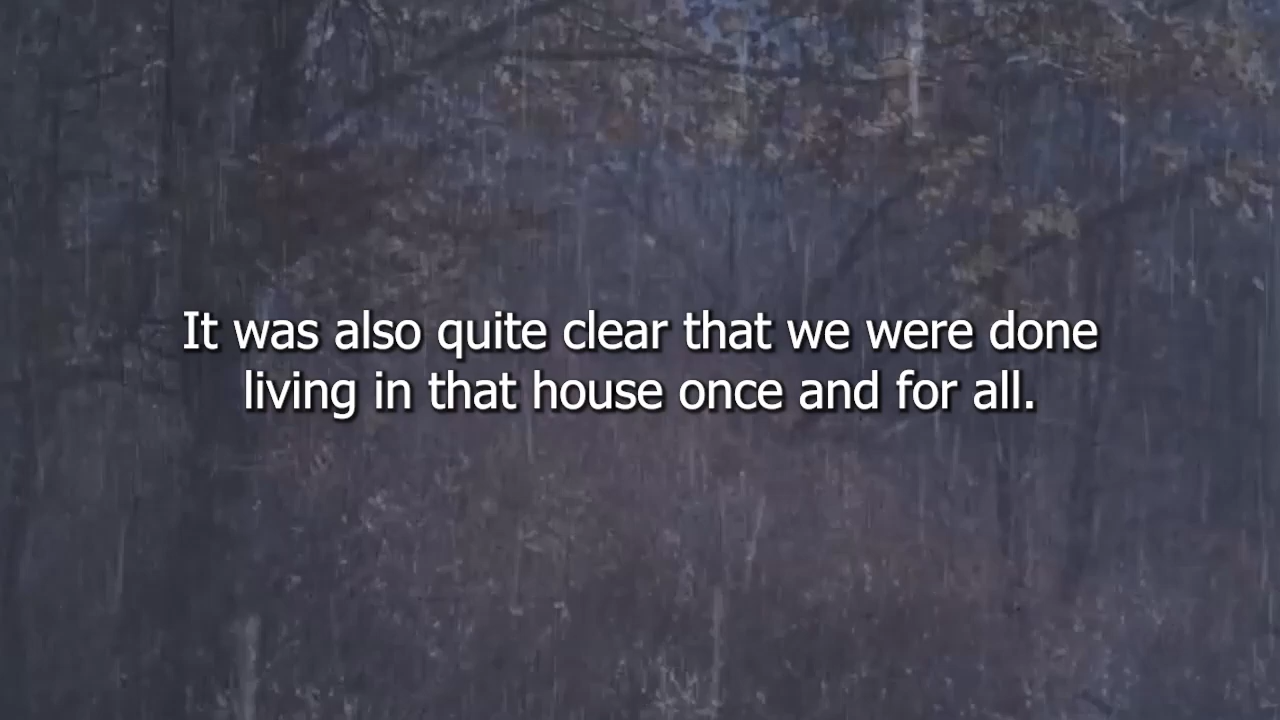 It was also quite clear that we were done
living in that house once and for all.